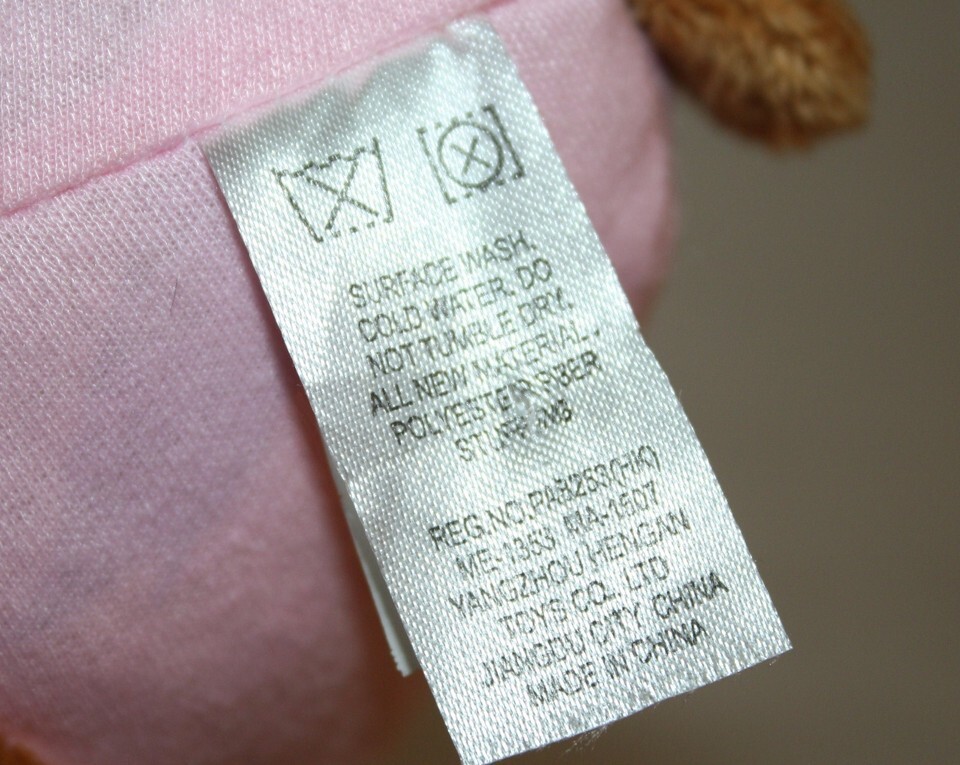 SURFACE WASH.
COLD WATER. DO
NOT TUMBLE DRY.
ALL NEW MATERIAL.
POLYESTER FIBER
REG.NO.PA8253(HK)
ME-1353, MA-1507
YANGZHOU HENGAN
TOYS CO., LTD
JIANGDU CITY CHINA
MADE IN CHINA